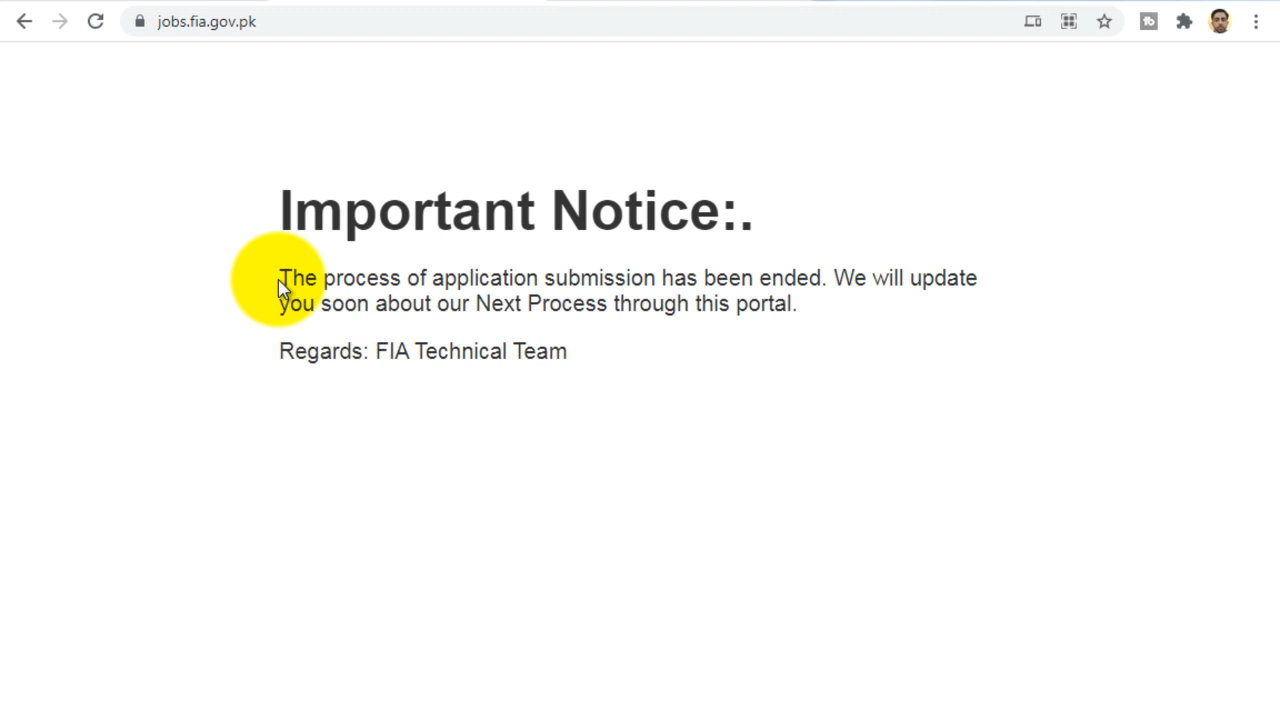 jobs.fia.gov.pk
Important Notice:.
The process of application submission has been ended. We will update
you soon about our Next Process through this portal.
Regards: FIA Technical Team